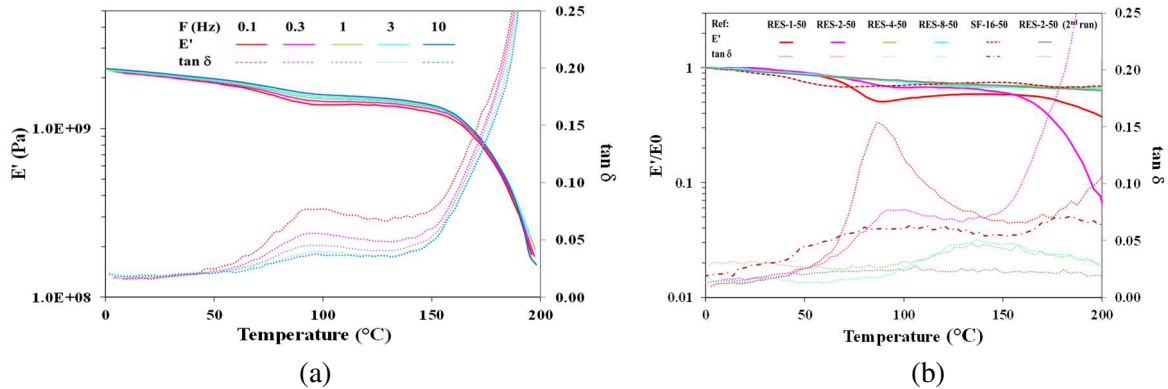 F (Hz) 0.1 0.3 1 3 10
E'
tan δ
0.25
0.20
0.15
0.10
0.05
0.00
tan δ
1.0E+09
1.0E+08
E' (Pa)
0 50 100 150 200
Temperature (°C)
(a)
Ref: RES-1-50 RES-2-50 RES-4-50 RES-8-50 SF-16-50 RES-2-50 (2nd run)
E'
tan δ
1
0.1
0.01
E'/E0
0.25
0.20
0.15
0.10
0.05
0.00
tan δ
0 50 100 150 200
Temperature (°C)
(b)